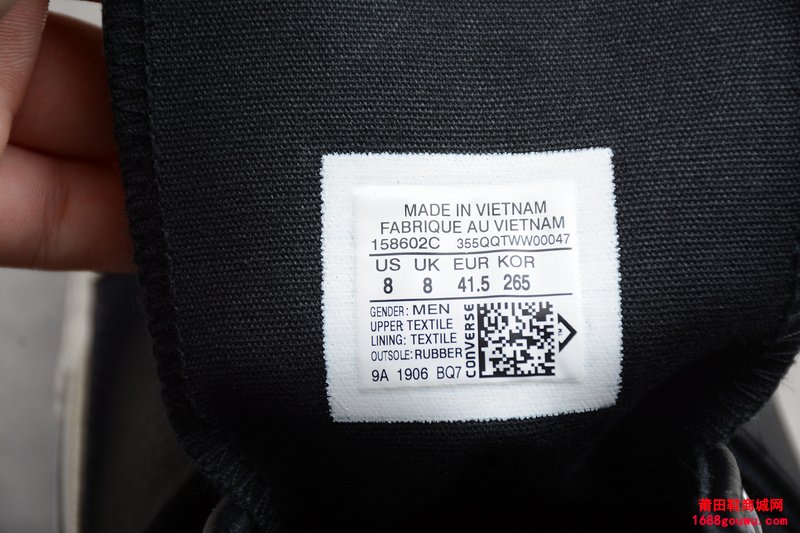 MADE IN VIETNAM
FABRIQUE AU VIETNAM
158602C 355QQTWW00047
US UK EUR KOR
8 8 41.5 265
GENDER: MEN
UPPER: TEXTILE
LINING: TEXTILE
OUTSOLE: RUBBER
9A 1906 BQ7
CONVERSE
莆田鞋商城网
1688gouwu.com